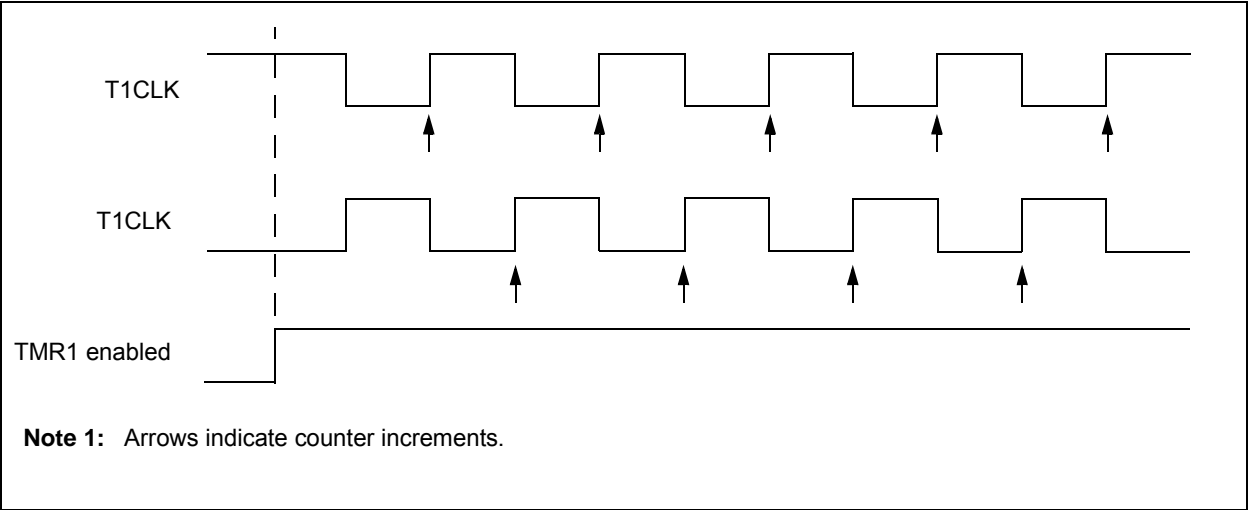 T1CLK
T1CLK
TMR1 enabled
Note 1: Arrows indicate counter increments.